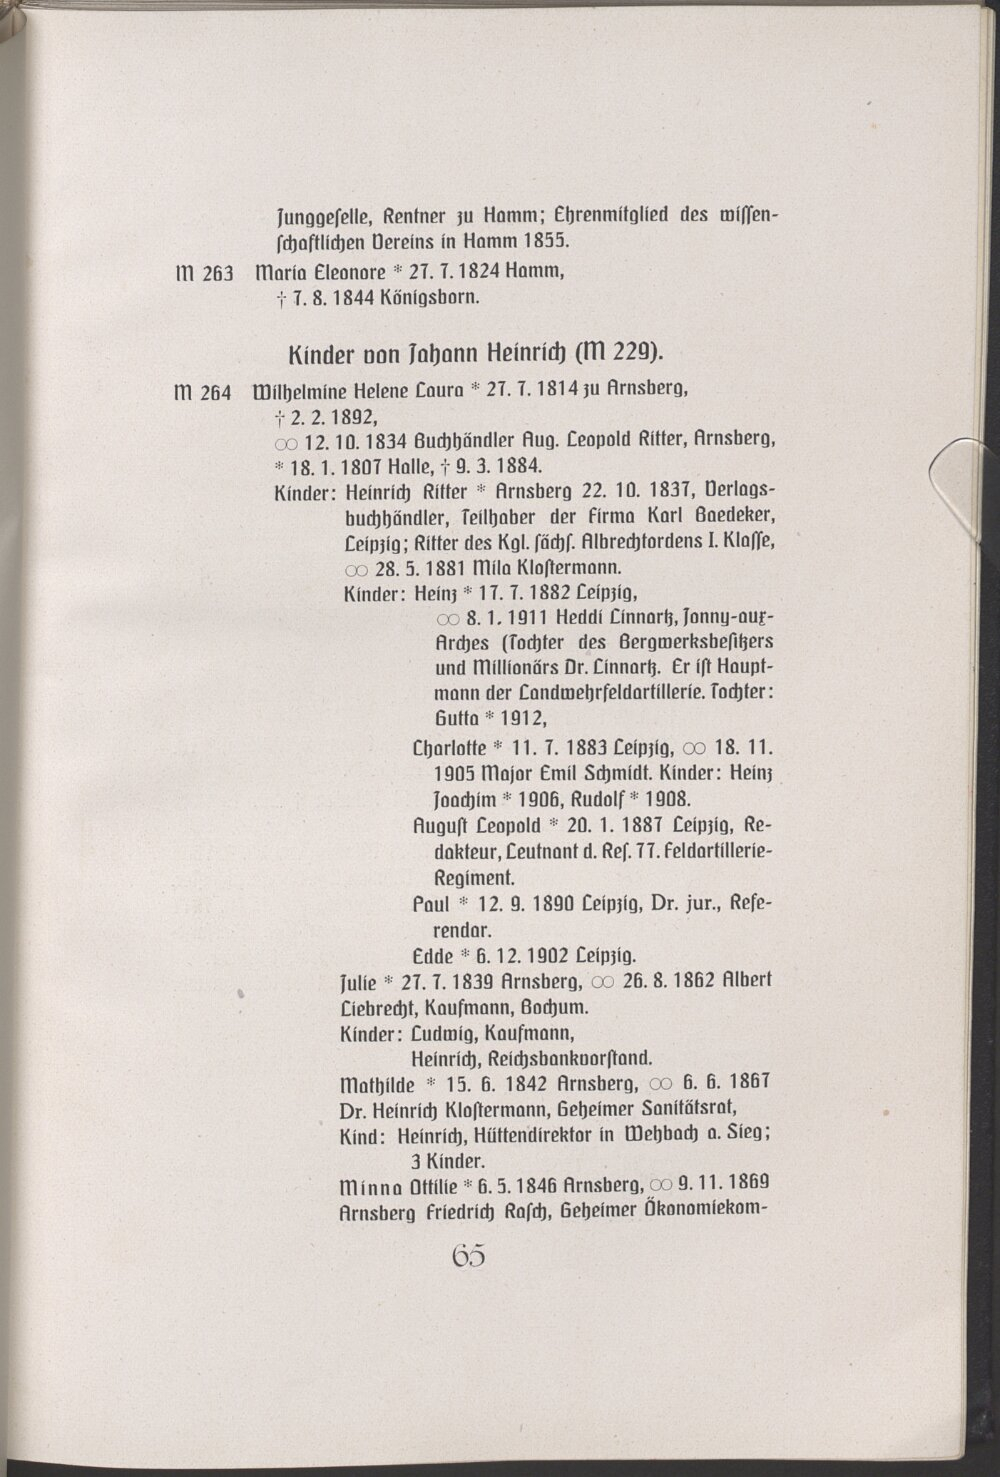 Junggeselle, Rentner zu Hamm; Ehrenmitglied des wissen-
schaftlichen Vereins in Hamm 1855.
M 263 Maria Eleonore * 27. 7. 1824 Hamm,
† 7. 8. 1844 Königsborn.
Kinder von Johann Heinrich (M 229).
M 264 Wilhelmine Helene Laura * 27. 7. 1814 zu Arnsberg,
† 2. 2. 1892,
∞ 12. 10. 1834 Buchhändler Aug. Leopold Ritter, Arnsberg,
* 18. 1. 1807 Halle, † 9. 3. 1884.
Kinder: Heinrich Ritter * Arnsberg 22. 10. 1837, Verlags-
buchhändler, Teilhaber der Firma Karl Baedeker,
Leipzig; Ritter des Kgl. sächs. Albrechtordens I. Klasse,
∞ 28. 5. 1881 Mila Klostermann.
Kinder: Heinz * 17. 7. 1882 Leipzig,
∞ 8. 1. 1911 Heddi Linnartz, Jonny-aux-
Arches (Tochter des Bergwerksbesitzers
und Millionärs Dr. Linnartz. Er ist Haupt-
mann der Landwehrfeldartillerie. Tochter:
Gutta * 1912,
Charlotte * 11. 7. 1883 Leipzig, ∞ 18. 11.
1905 Major Emil Schmidt. Kinder: Heinz
Joachim * 1906, Rudolf * 1908.
August Leopold * 20. 1. 1887 Leipzig, Re-
dakteur, Leutnant d. Res. 77. Feldartillerie-
Regiment.
Paul * 12. 9. 1890 Leipzig, Dr. jur., Refe-
rendar.
Edde * 6. 12. 1902 Leipzig.
Julie * 27. 7. 1839 Arnsberg, ∞ 26. 8. 1862 Albert
Liebrecht, Kaufmann, Bochum.
Kinder: Ludwig, Kaufmann,
Heinrich, Reichsbankvorstand.
Mathilde * 15. 6. 1842 Arnsberg, ∞ 6. 6. 1867
Dr. Heinrich Klostermann, Geheimer Sanitätsrat,
Kind: Heinrich, Hüttendirektor in Wehbach a. Sieg;
3 Kinder.
Minna Ottilie * 6. 5. 1846 Arnsberg, ∞ 9. 11. 1869
Arnsberg Friedrich Rasch, Geheimer Ökonomiekom-
65